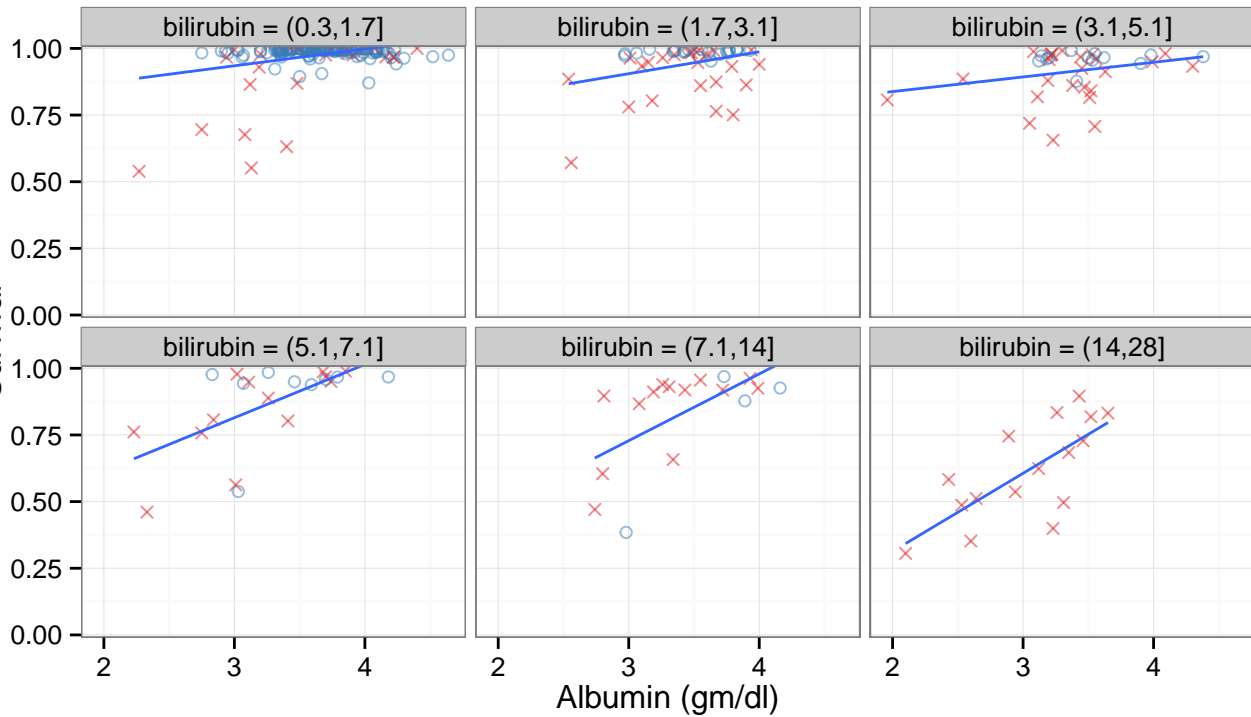 bilirubin = (0.3,1.7] bilirubin = (1.7,3.1] bilirubin = (3.1,5.1]
1.00
0.75
0.50
0.25
0.00
bilirubin = (5.1,7.1] bilirubin = (7.1,14] bilirubin = (14,28]
1.00
0.75
0.50
0.25
0.00
2 3 4 2 3 4 2 3 4
Albumin (gm/dl)